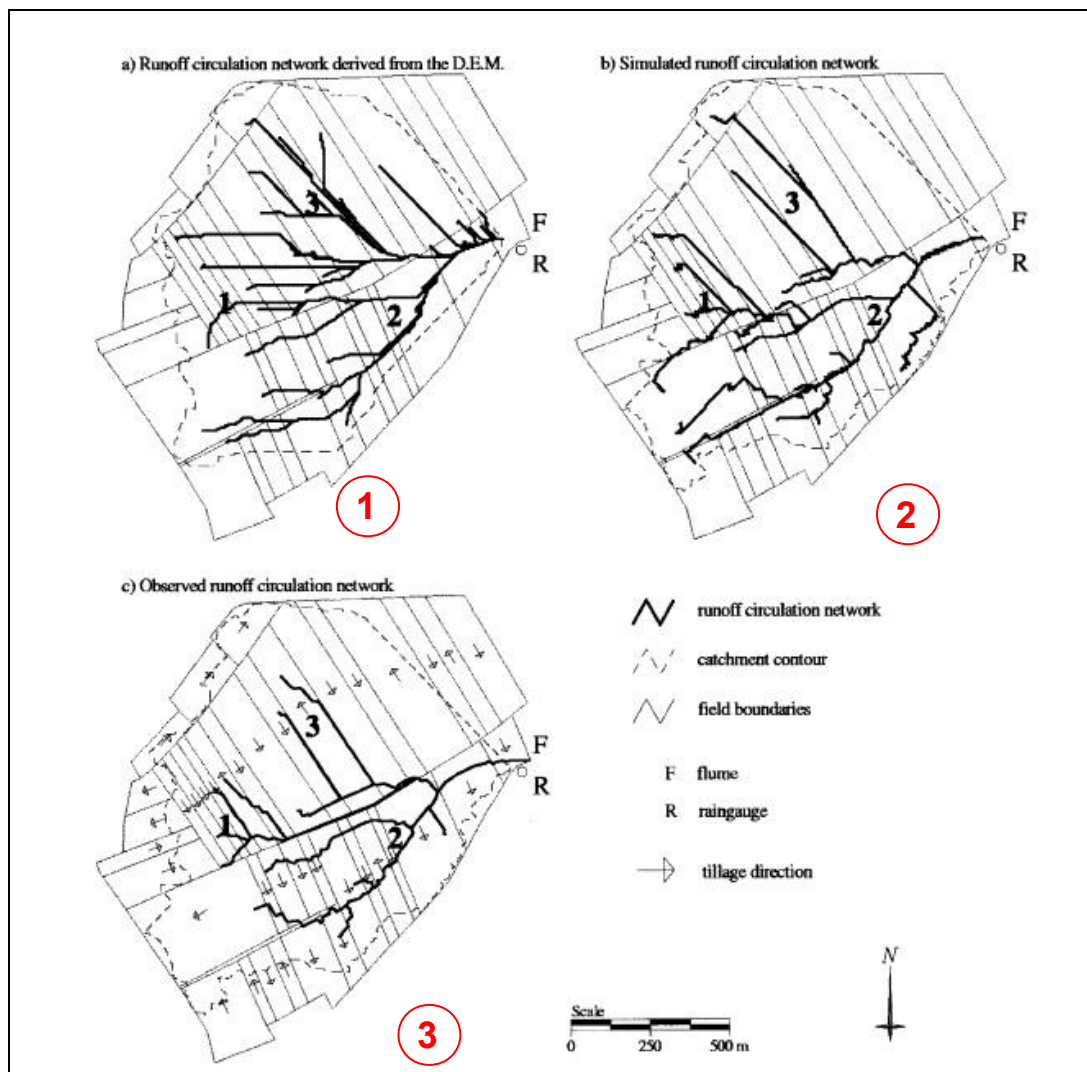 a) Runoff circulation network derived from the D.E.M.
b) Simulated runoff circulation network
3
F
R
1
2
3
F
R
1
2
1
2
c) Observed runoff circulation network
3
F
R
1
2
3
runoff circulation network
catchment contour
field boundaries
F flume
R raingauge
tillage direction
N
Scale
0 250 500 m